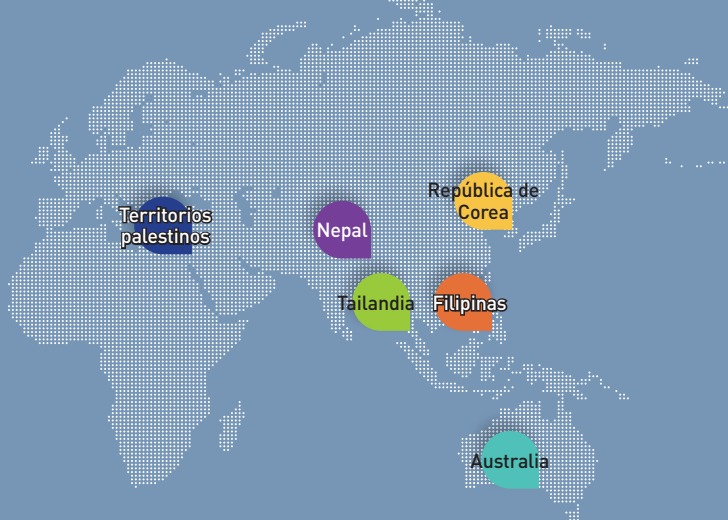 República de
Corea
Territorios
palestinos
Nepal
Tailandia
Filipinas
Australia